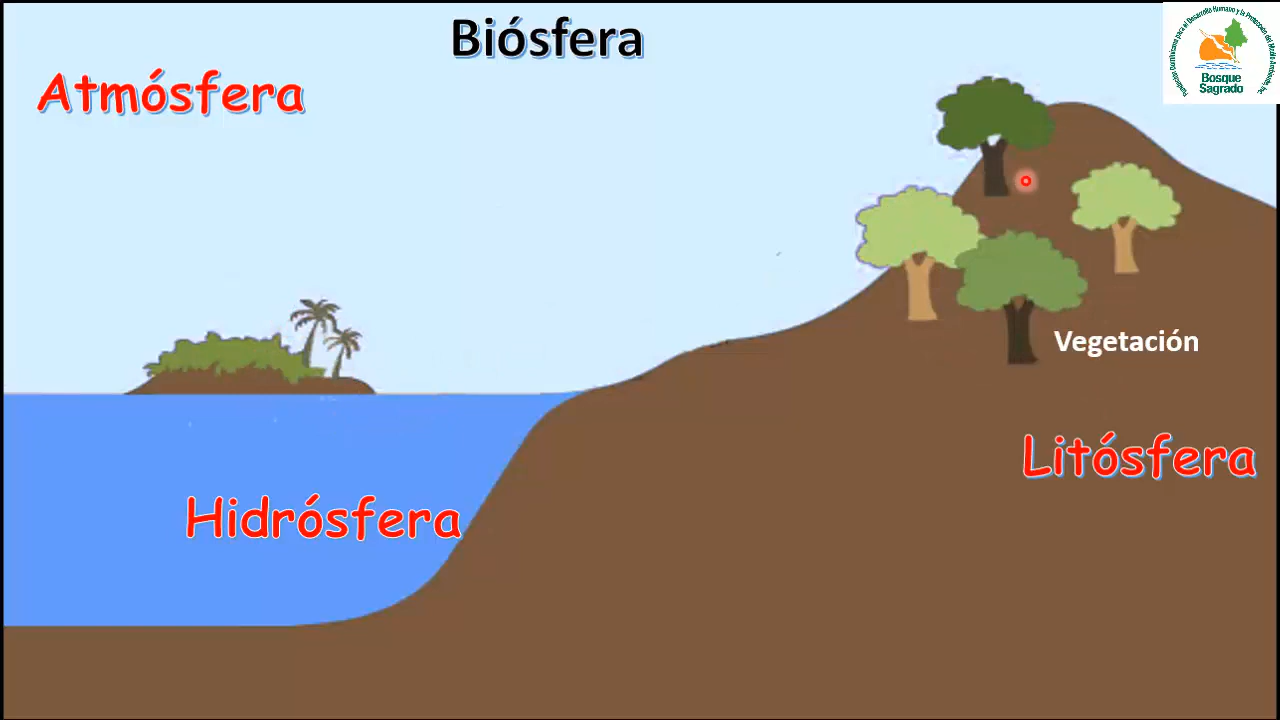 Biósfera
Atmósfera
Bosque
Sagrado
Vegetación
Litósfera
Hidrósfera